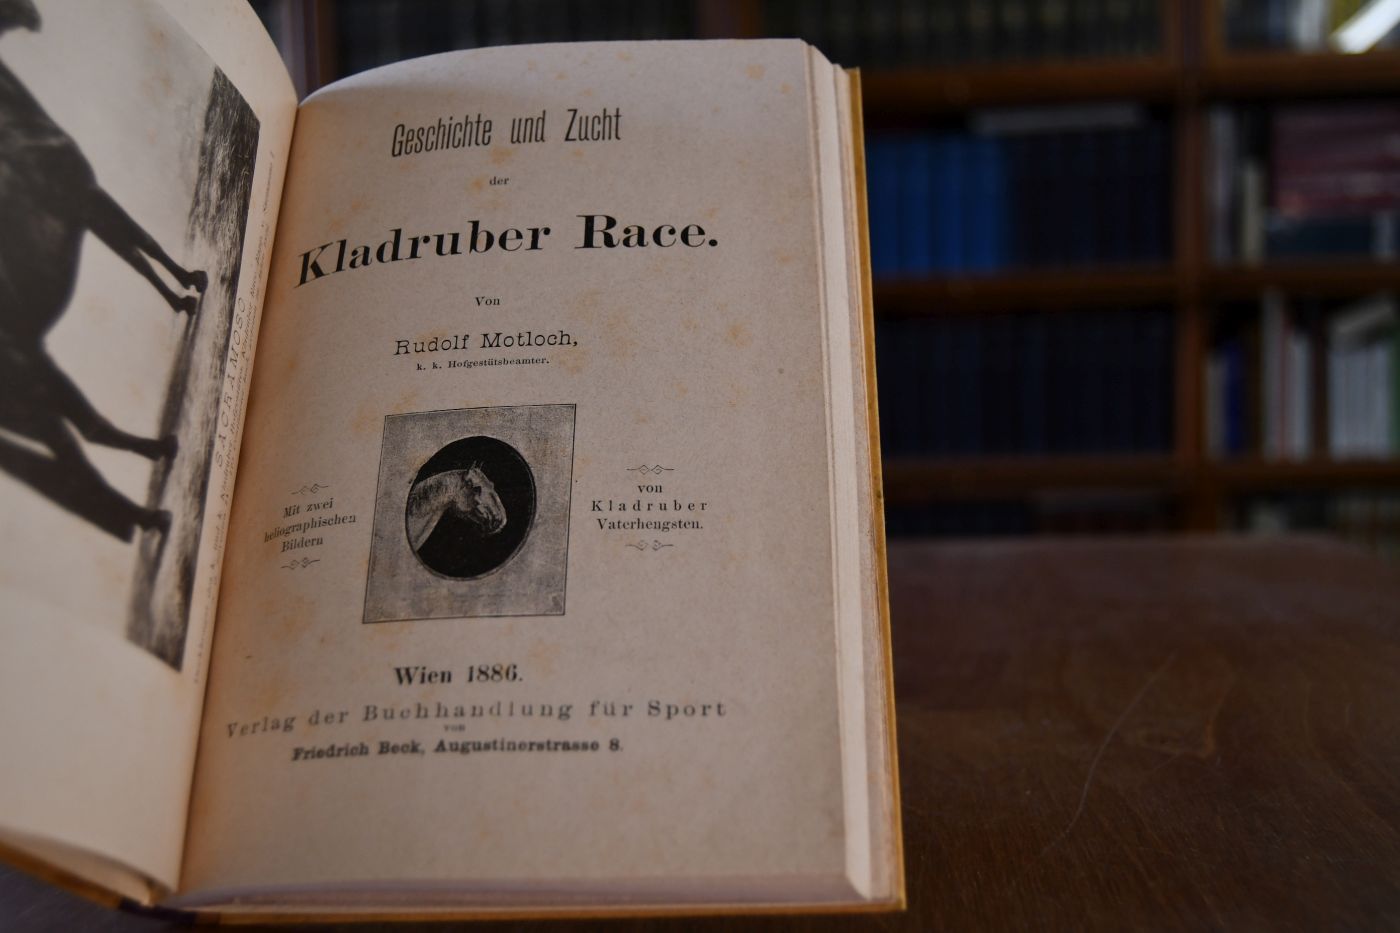 SACRAMOSO
Geschichte und Zucht
der
Kladruber Race.
Von
Rudolf Motloch,
k. k. Hofgestütsbeamter.
Mit zwei
heliographischen
Bildern
von
Kladruber
Vaterhengsten.
Wien 1886.
Verlag der Buchhandlung für Sport
von
Friedrich Beck, Augustinerstrasse 8.